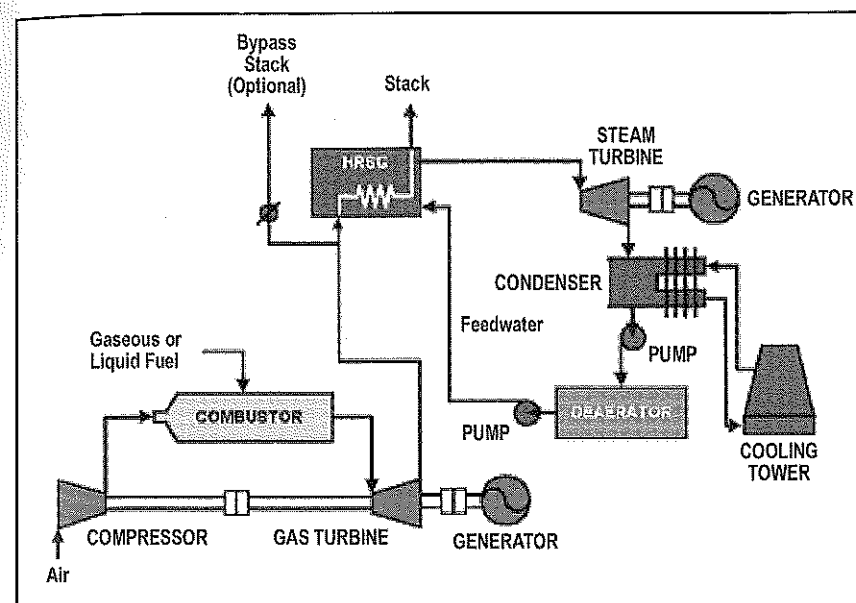 Bypass
Stack
(Optional)
Stack
HRSG
STEAM
TURBINE
GENERATOR
CONDENSER
Feedwater
PUMP
Gaseous or
Liquid Fuel
COMBUSTOR
PUMP
DEAERATOR
COOLING
TOWER
COMPRESSOR
GAS TURBINE
GENERATOR
Air